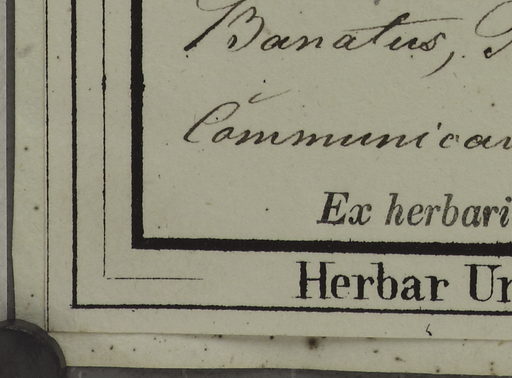 Banatus,
Communicav
Ex herbari
Herbar Un